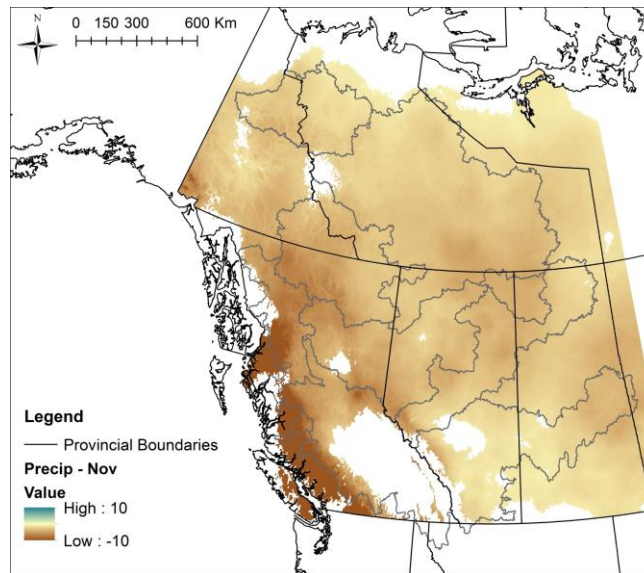 N
0 150 300 600 Km
Legend
Provincial Boundaries
Precip - Nov
Value
High : 10
Low : -10